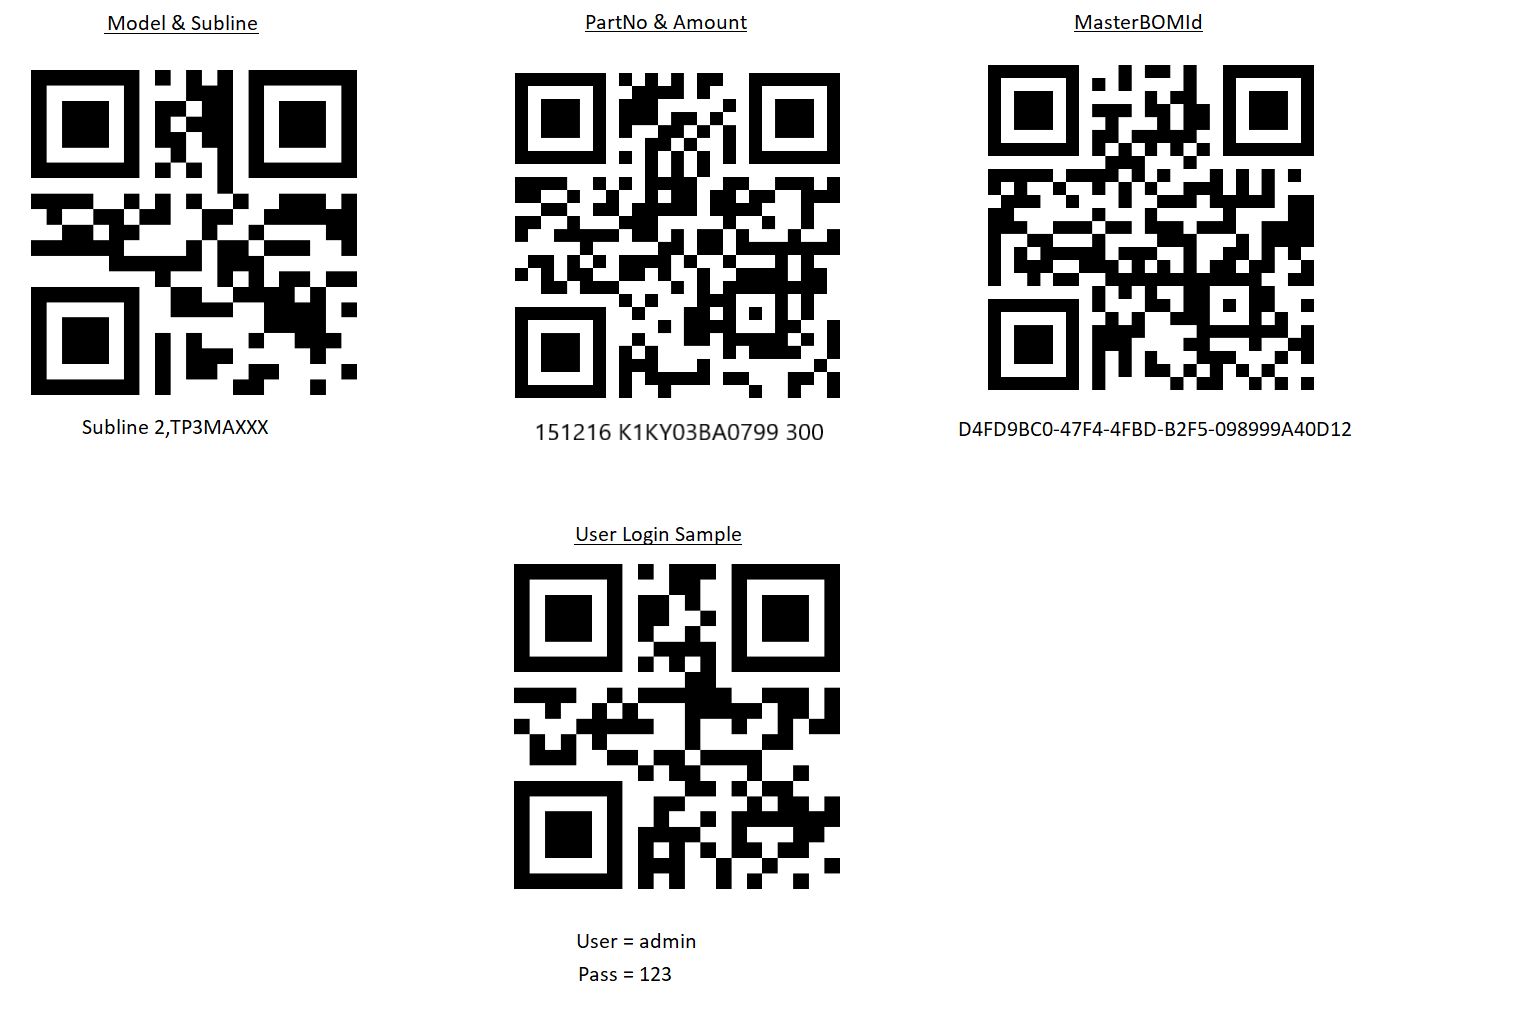 Model & Subline
PartNo & Amount
MasterBOMId
Subline 2,TP3MAXXX
151216 K1KY03BA0799 300
D4FD9BC0-47F4-4FBD-B2F5-098999A40D12
User Login Sample
User = admin
Pass = 123